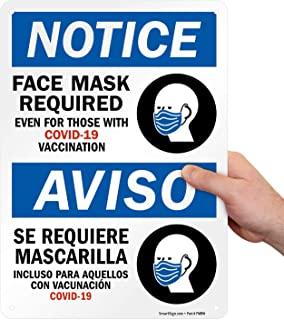 NOTICE
FACE MASK
REQUIRED
EVEN FOR THOSE WITH
COVID-19
VACCINATION
AVISO
SE REQUIERE
MASCARILLA
INCLUSO PARA AQUELLOS
CON VACUNACIÓN
COVID-19